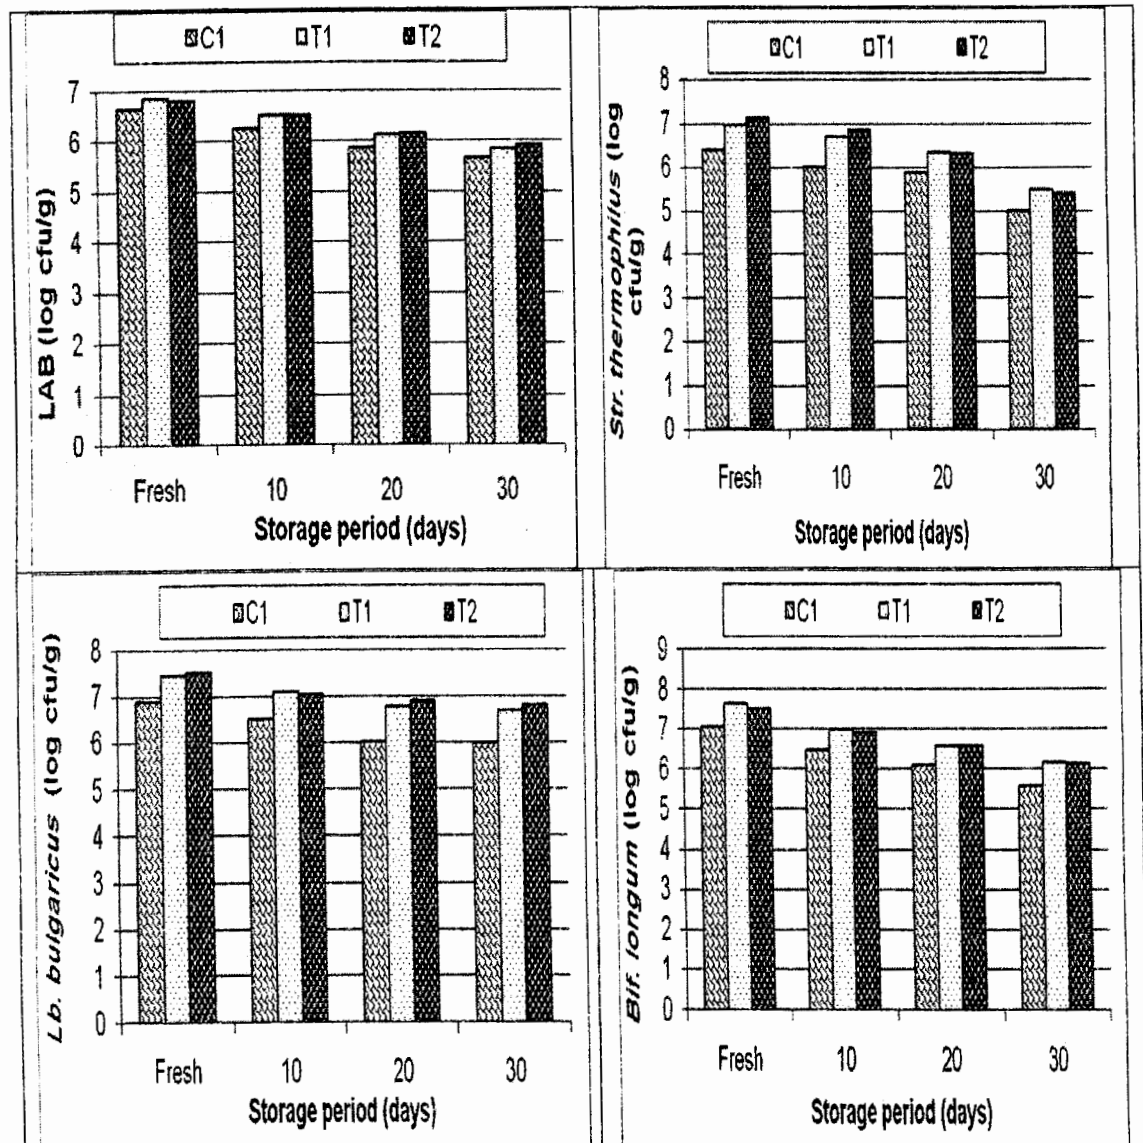 C1 T1 T2
LAB (log cfu/g)
7
6
5
4
3
2
1
0
Fresh 10 20 30
Storage period (days)
C1 T1 T2
Str. thermophilus (log
cfu/g)
8
7
6
5
4
3
2
1
0
Fresh 10 20 30
Storage period (days)
C1 T1 T2
Lb. bulgaricus (log cfu/g)
8
7
6
5
4
3
2
1
0
Fresh 10 20 30
Storage period (days)
C1 T1 T2
Bif. longum (log cfu/g)
9
8
7
6
5
4
3
2
1
0
Fresh 10 20 30
Storage period (days)